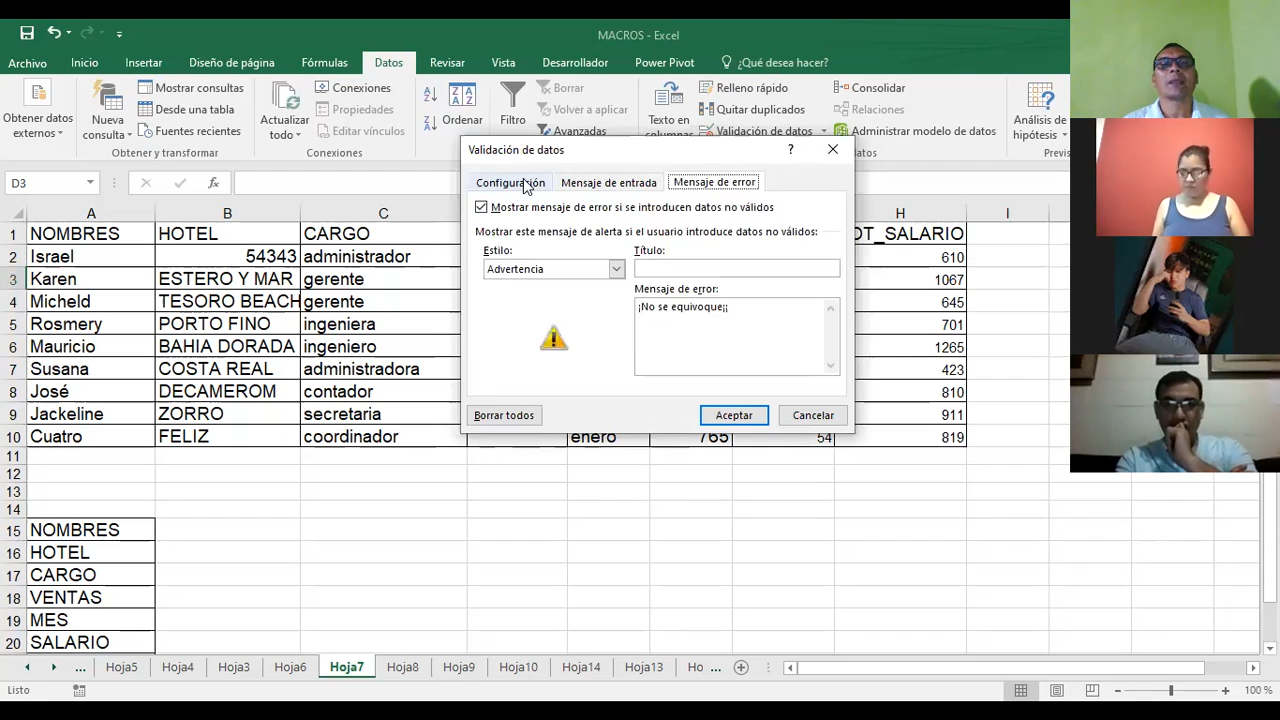 MACROS - Excel
Archivo Inicio Insertar Diseño de página Fórmulas Datos Revisar Vista Desarrollador Power Pivot ¿Qué desea hacer?
Obtener datos externos
Nueva consulta
Mostrar consultas
Desde una tabla
Fuentes recientes
Obtener y transformar
Actualizar todo
Conexiones
Propiedades
Editar vínculos
Conexiones
Ordenar
Filtro
Borrar
Volver a aplicar
Avanzadas
Texto en columnas
Relleno rápido
Quitar duplicados
Validación de datos
Consolidar
Relaciones
Administrar modelo de datos
Análisis de hipótesis
D3
Validación de datos
Configuración Mensaje de entrada Mensaje de error
Mostrar mensaje de error si se introducen datos no válidos
Mostrar este mensaje de alerta si el usuario introduce datos no válidos:
Estilo: Título:
Advertencia
Mensaje de error:
¡No se equivoque¡¡
Borrar todos Aceptar Cancelar
A B C H I
1 NOMBRES HOTEL CARGO OT_SALARIO
2 Israel 54343 administrador 610
3 Karen ESTERO Y MAR gerente 1067
4 Micheld TESORO BEACH gerente 645
5 Rosmery PORTO FINO ingeniera 701
6 Mauricio BAHIA DORADA ingeniero 1265
7 Susana COSTA REAL administradora 423
8 José DECAMEROM contador 810
9 Jackeline ZORRO secretaria 911
10 Cuatro FELIZ coordinador enero 765 54 819
11
12
13
14
15 NOMBRES
16 HOTEL
17 CARGO
18 VENTAS
19 MES
20 SALARIO
... Hoja5 Hoja4 Hoja3 Hoja6 Hoja7 Hoja8 Hoja9 Hoja10 Hoja14 Hoja13 Ho ...
Listo 100 %